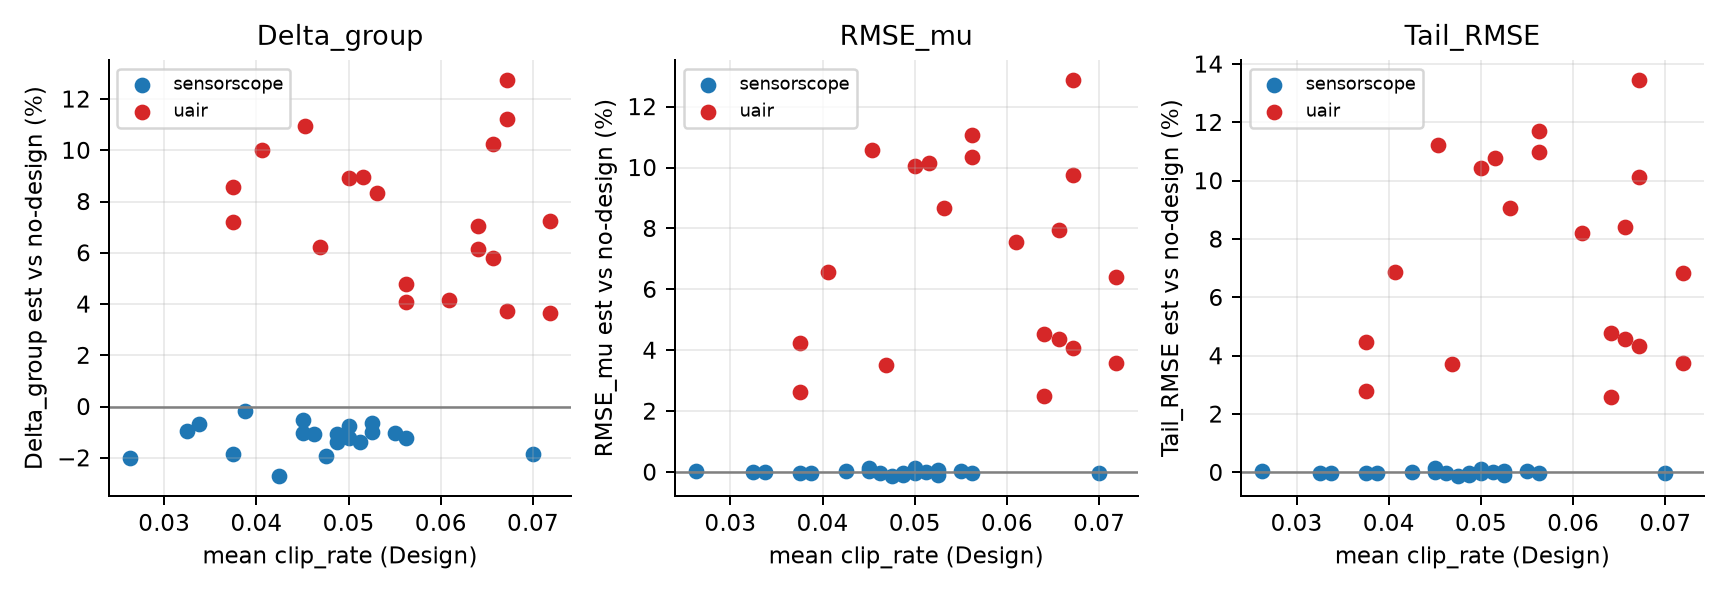 Delta_group
Delta_group est vs no-design (%)
12
10
8
6
4
2
0
−2
sensorscope
uair
0.03 0.04 0.05 0.06 0.07
mean clip_rate (Design)
RMSE_mu
RMSE_mu est vs no-design (%)
12
10
8
6
4
2
0
sensorscope
uair
0.03 0.04 0.05 0.06 0.07
mean clip_rate (Design)
Tail_RMSE
Tail_RMSE est vs no-design (%)
14
12
10
8
6
4
2
0
sensorscope
uair
0.03 0.04 0.05 0.06 0.07
mean clip_rate (Design)